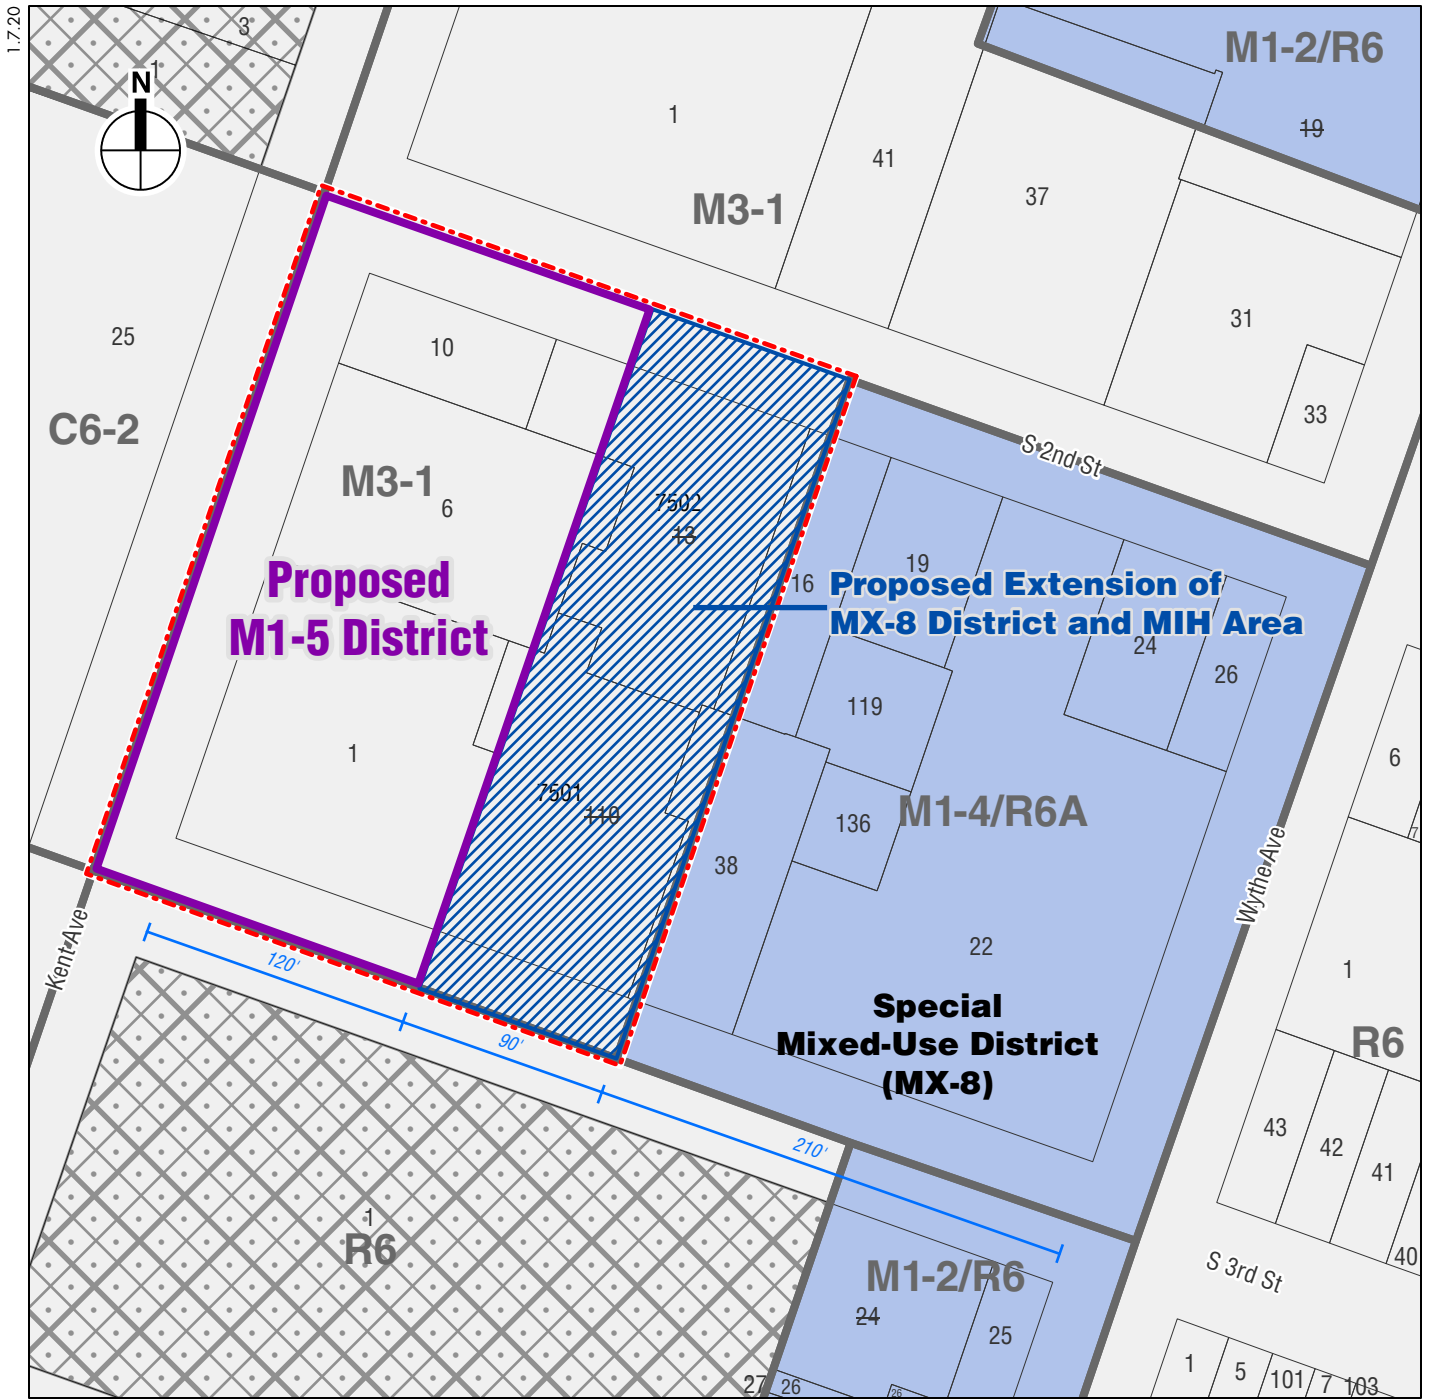 1.7.20
3
1
N
M1-2/R6
19
1
41
37
M3-1
31
33
25
C6-2
10
M3-1
6
S 2nd St
7502
13
Proposed
M1-5 District
16
19
Proposed Extension of
MX-8 District and MIH Area
24
26
119
1
7501
110
136
M1-4/R6A
38
22
6
7
Wythe Ave
1
R6
Kent Ave
120'
90'
210'
Special
Mixed-Use District
(MX-8)
43
42
41
40
1
R6
M1-2/R6
24
25
S 3rd St
27
26
26
1
5
101
7
103